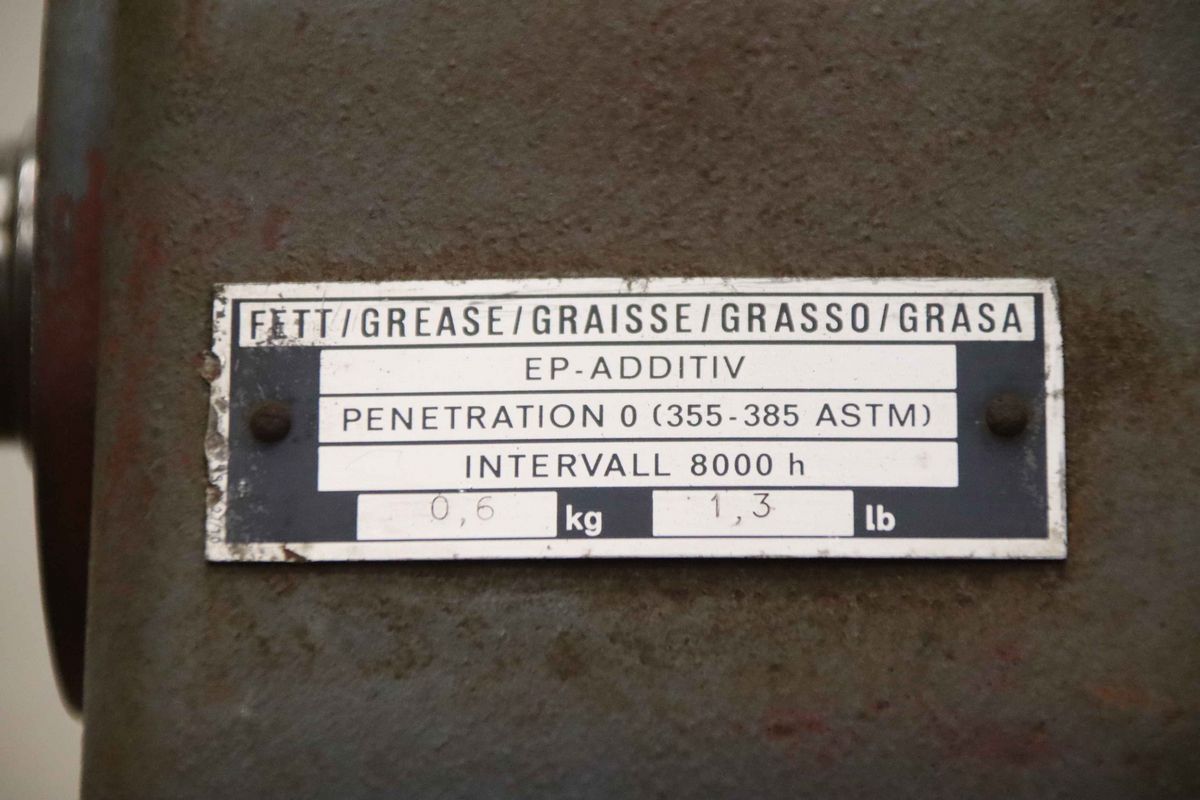 FETT/GREASE/GRAISSE/GRASSO/GRASA
EP-ADDITIV
PENETRATION 0 (355-385 ASTM)
INTERVALL 8000 h
0,6 kg 1,3 lb